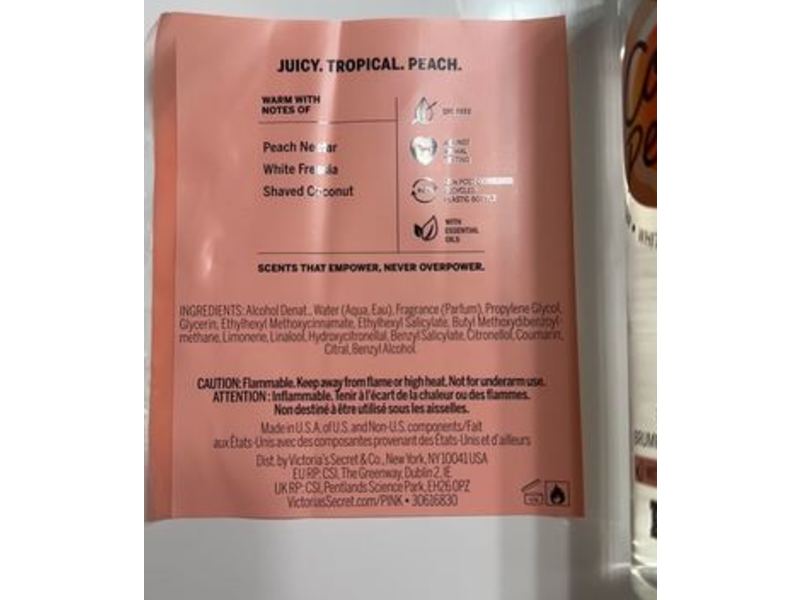 JUICY. TROPICAL. PEACH.
WARM WITH
NOTES OF
Peach
White
Shaved Coconut
DYE FREE
WITH
ESSENTIAL
OILS
SCENTS THAT EMPOWER, NEVER OVERPOWER.
INGREDIENTS: Alcohol Denat., Water (Aqua, Eau), Fragrance (Parfum), Propylene Glycol,
Glycerin, Ethylhexyl Methoxycinnamate, Ethylhexyl Salicylate, Butyl Methoxydibenzoyl-
methane, Limonene, Linalool, Hydroxycitronellal, Benzyl Salicylate, Citronellol, Coumarin,
Citral, Benzyl Alcohol.
CAUTION: Flammable. Keep away from flame or high heat. Not for underarm use.
ATTENTION : Inflammable. Tenir à l'écart de la chaleur ou des flammes.
Non destiné à être utilisé sous les aisselles.
Made in U.S.A. of U.S. and Non-U.S. components/Fait
aux États-Unis avec des composantes provenant des États-Unis et d'ailleurs
Dist. by Victoria's Secret & Co., New York, NY 10041 USA
EU RP: CSI, The Greenway, Dublin 2, IE
UK RP: CSI, Pentlands Science Park, EH26 0PZ
VictoriasSecret.com/PINK • 30616830